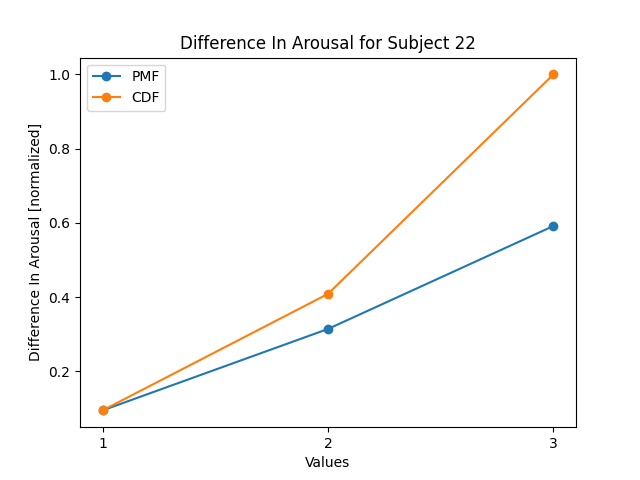 Difference In Arousal for Subject 22
PMF
CDF
Difference In Arousal [normalized]
1.0
0.8
0.6
0.4
0.2
1 2 3
Values